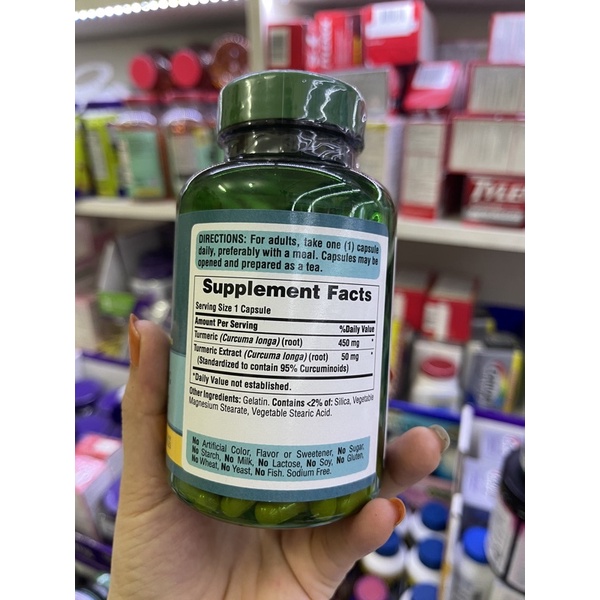 DIRECTIONS: For adults, take one (1) capsule
daily, preferably with a meal. Capsules may be
opened and prepared as a tea.
Supplement Facts
Serving Size 1 Capsule
Amount Per Serving %Daily Value
Turmeric (Curcuma longa) (root) 450 mg *
Turmeric Extract (Curcuma longa) (root) 50 mg *
(Standardized to contain 95% Curcuminoids)
*Daily Value not established.
Other Ingredients: Gelatin. Contains <2% of: Silica, Vegetable
Magnesium Stearate, Vegetable Stearic Acid.
No Artificial Color, Flavor or Sweetener, No Sugar,
No Starch, No Milk, No Lactose, No Soy, No Gluten,
No Wheat, No Yeast, No Fish. Sodium Free.